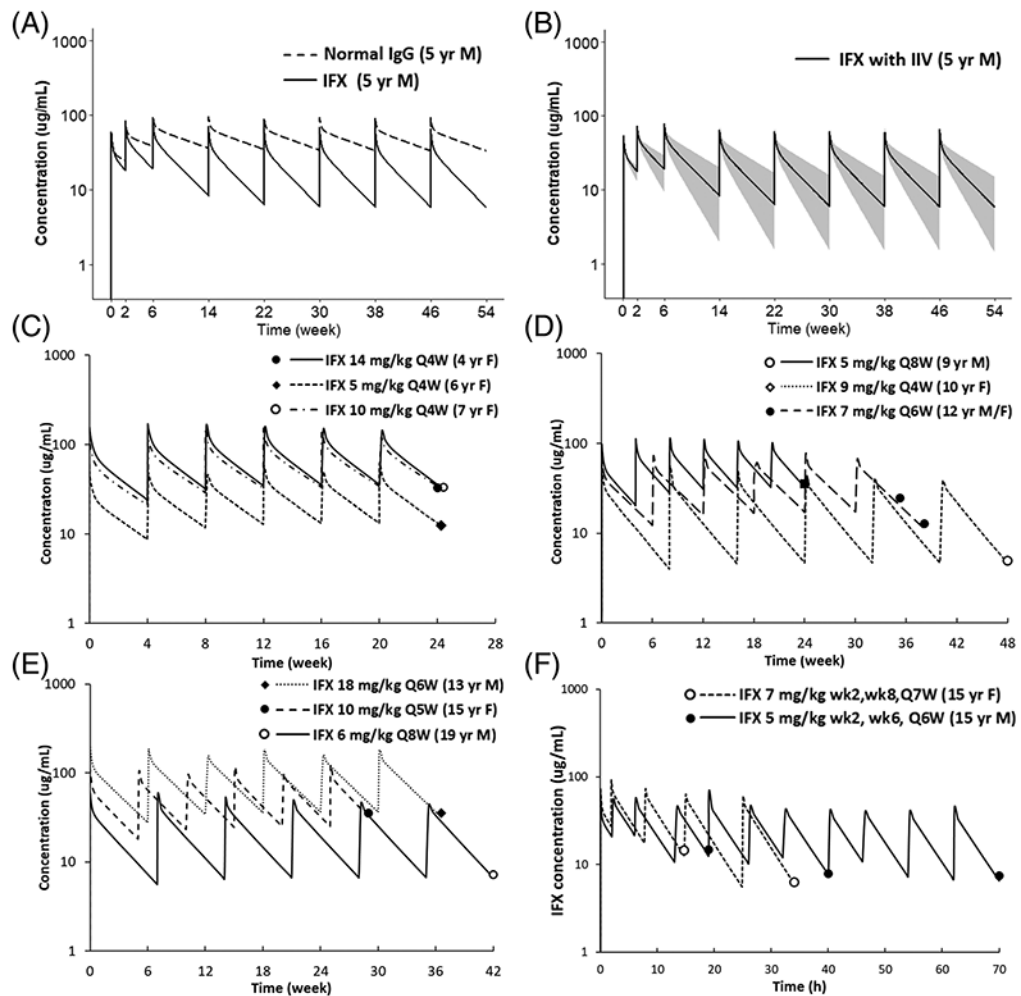 (A)
1000
100
10
1
Concentration (ug/mL)
Normal IgG (5 yr M)
IFX (5 yr M)
0 2 6 14 22 30 38 46 54
Time (week)
(B)
1000
100
10
1
Concentration (ug/mL)
IFX with IIV (5 yr M)
0 2 6 14 22 30 38 46 54
Time (week)
(C)
1000
100
10
1
Concentraton (ug/mL)
IFX 14 mg/kg Q4W (4 yr F)
IFX 5 mg/kg Q4W (6 yr F)
IFX 10 mg/kg Q4W (7 yr F)
0 4 8 12 16 20 24 28
Time (week)
(D)
1000
100
10
1
Concentration (ug/mL)
IFX 5 mg/kg Q8W (9 yr M)
IFX 9 mg/kg Q4W (10 yr F)
IFX 7 mg/kg Q6W (12 yr M/F)
0 6 12 18 24 30 36 42 48
Time (week)
(E)
1000
100
10
1
Concentration (ug/mL)
IFX 18 mg/kg Q6W (13 yr M)
IFX 10 mg/kg Q5W (15 yr F)
IFX 6 mg/kg Q8W (19 yr M)
0 6 12 18 24 30 36 42
Time (week)
(F)
1000
100
10
1
IFX concentration (ug/mL)
IFX 7 mg/kg wk2,wk8,Q7W (15 yr F)
IFX 5 mg/kg wk2, wk6, Q6W (15 yr M)
0 10 20 30 40 50 60 70
Time (h)